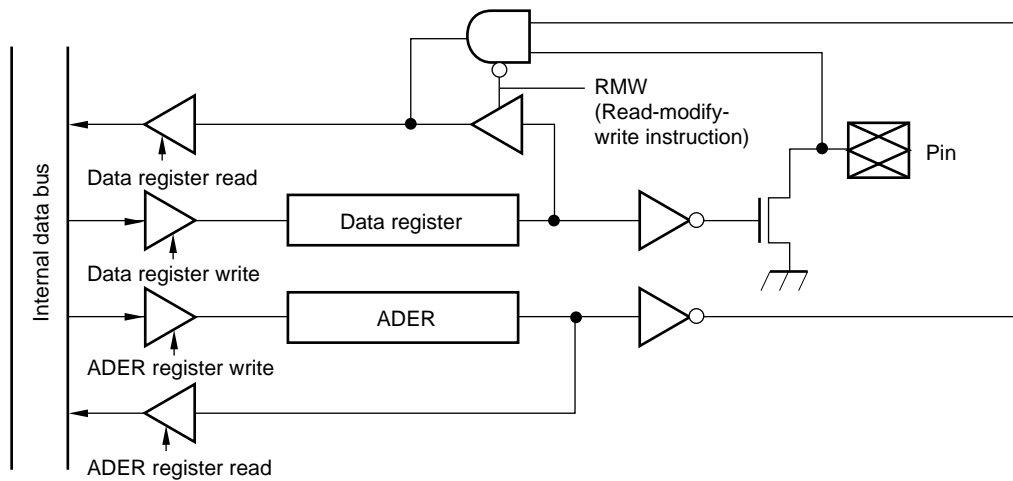 RMW
(Read-modify-
write instruction)
Pin
Internal data bus
Data register read
Data register
Data register write
ADER
ADER register write
ADER register read